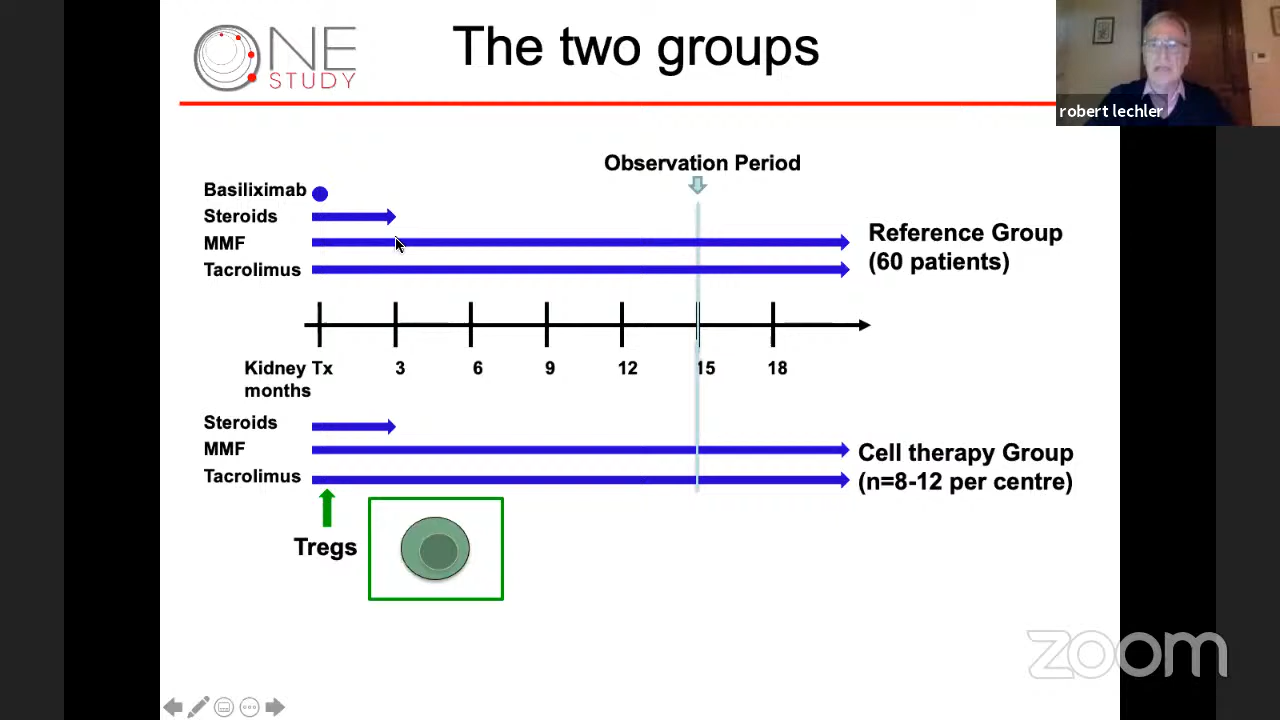 ONE
STUDY
The two groups
robert lechler
Observation Period
Basiliximab
Steroids
MMF
Tacrolimus
Reference Group
(60 patients)
Kidney Tx 3 6 9 12 15 18
months
Steroids
MMF
Tacrolimus
Cell therapy Group
(n=8-12 per centre)
Tregs
zoom